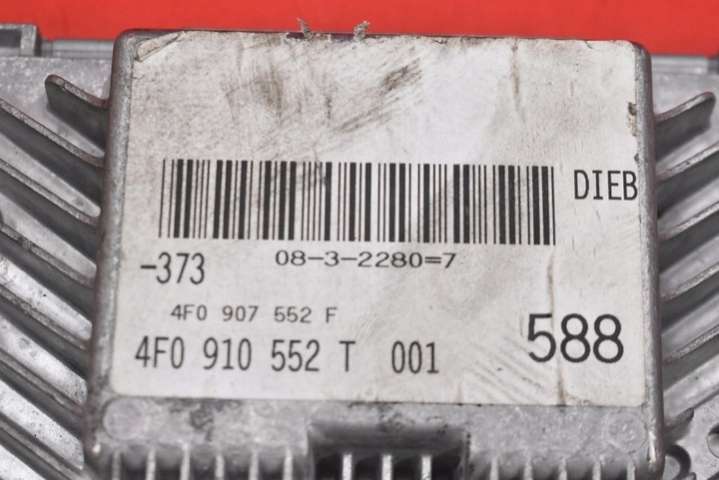 DIEB
08-3-2280=7
-373
4F0 907 552 F
4F0 910 552 T 001
588